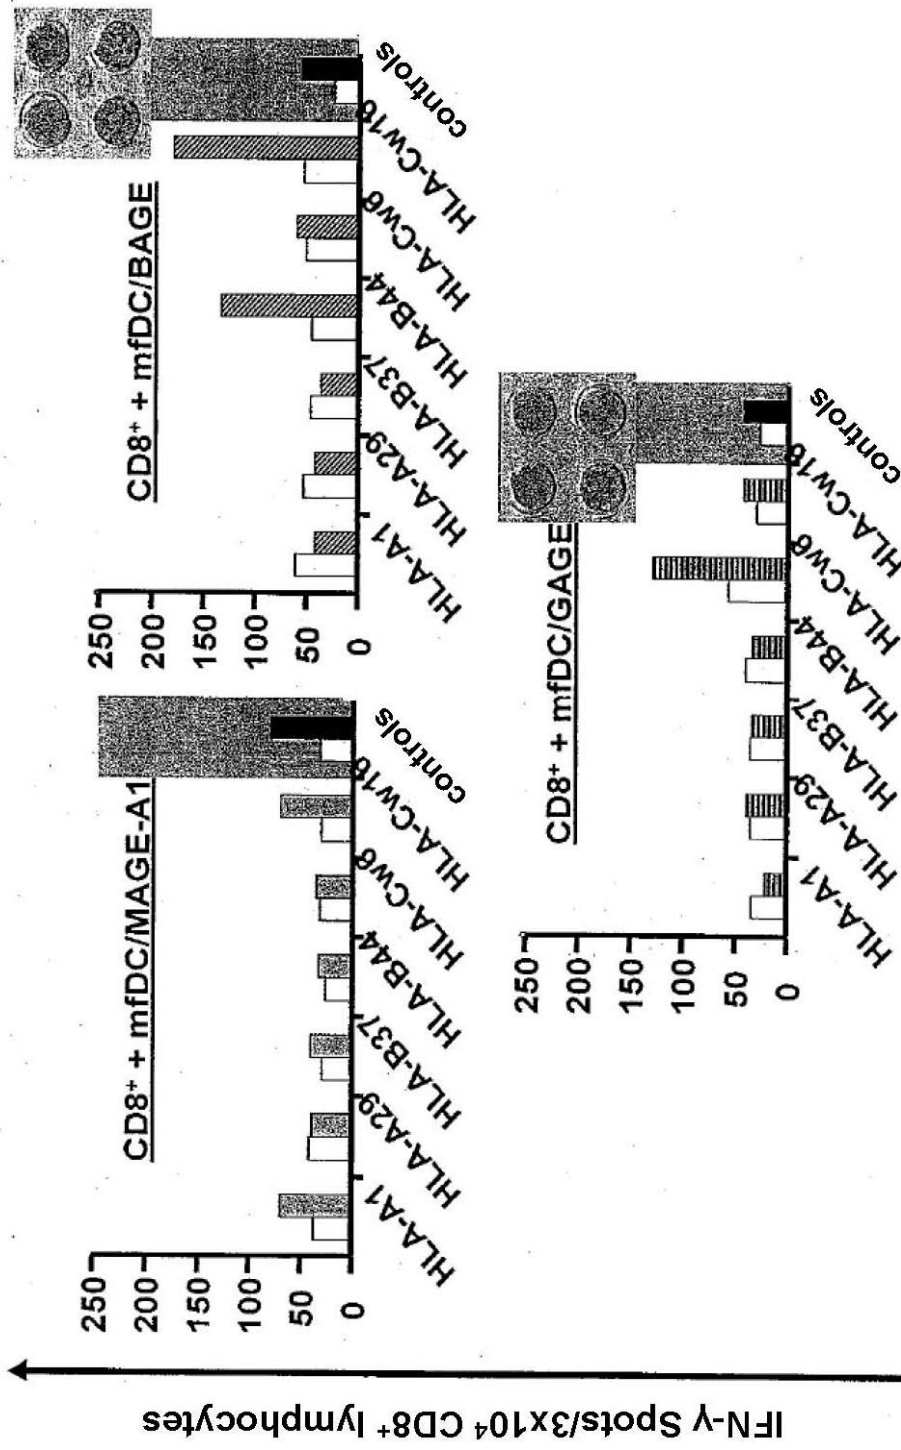 IFN-γ Spots/3x10⁴ CD8⁺ lymphocytes
CD8⁺ + mfDC/MAGE-A1
250
200
150
100
50
0
HLA-A1
HLA-A29
HLA-B37
HLA-B44
HLA-Cw6
HLA-Cw16
controls
CD8⁺ + mfDC/BAGE
250
200
150
100
50
0
HLA-A1
HLA-A29
HLA-B37
HLA-B44
HLA-Cw6
HLA-Cw16
controls
CD8⁺ + mfDC/GAGE
250
200
150
100
50
0
HLA-A1
HLA-A29
HLA-B37
HLA-B44
HLA-Cw6
HLA-Cw16
controls